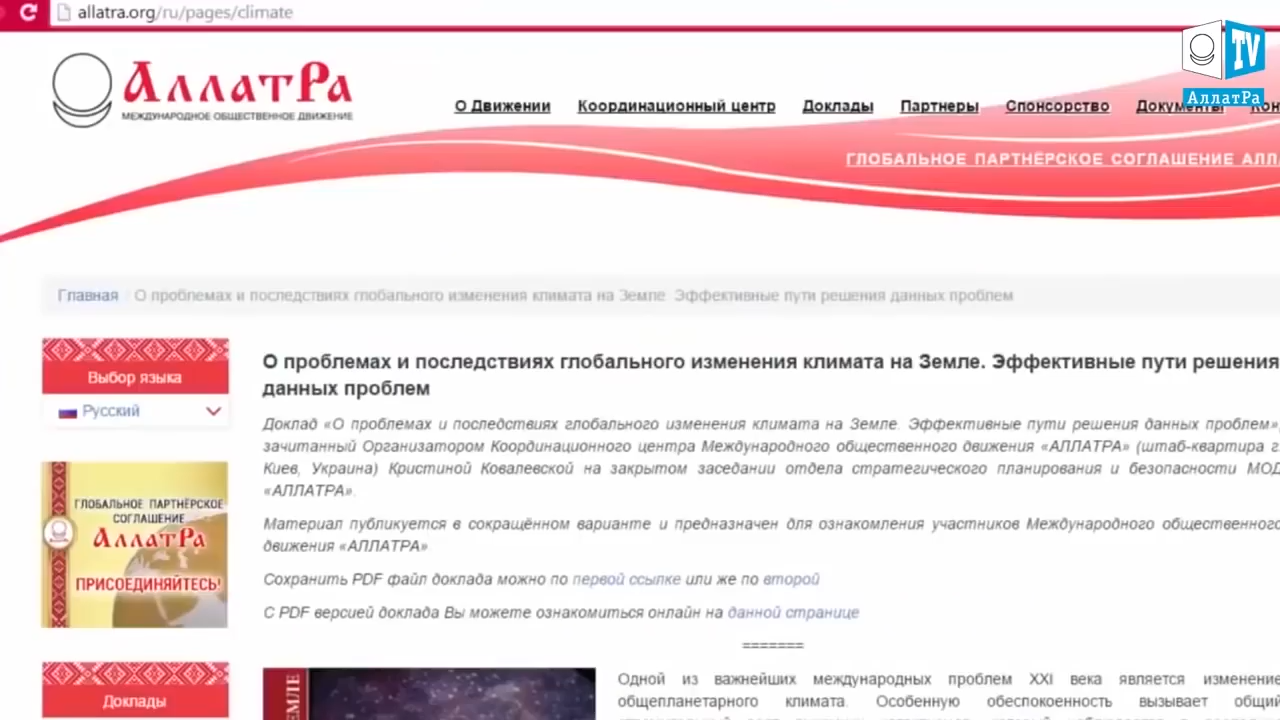 allatra.org/ru/pages/climate
TV
АллатРа
АллатРа
МЕЖДУНАРОДНОЕ ОБЩЕСТВЕННОЕ ДВИЖЕНИЕ
О Движении Координационный центр Доклады Партнеры Спонсорство Документы
ГЛОБАЛЬНОЕ ПАРТНЁРСКОЕ СОГЛАШЕНИЕ АЛЛ
Главная / О проблемах и последствиях глобального изменения климата на Земле. Эффективные пути решения данных проблем
Выбор языка
Русский
ГЛОБАЛЬНОЕ ПАРТНЁРСКОЕ
СОГЛАШЕНИЕ
АллатРа
ПРИСОЕДИНЯЙТЕСЬ!
Доклады
О проблемах и последствиях глобального изменения климата на Земле. Эффективные пути решения
данных проблем
Доклад «О проблемах и последствиях глобального изменения климата на Земле. Эффективные пути решения данных проблем»,
зачитанный Организатором Координационного центра Международного общественного движения «АЛЛАТРА» (штаб-квартира г.
Киев, Украина) Кристиной Ковалевской на закрытом заседании отдела стратегического планирования и безопасности МОД
«АЛЛАТРА».
Материал публикуется в сокращённом варианте и предназначен для ознакомления участников Международного общественного
движения «АЛЛАТРА»
Сохранить PDF файл доклада можно по первой ссылке или же по второй
С PDF версией доклада Вы можете ознакомиться онлайн на данной странице
=======
Одной из важнейших международных проблем XXI века является изменение
общепланетарного климата. Особенную обеспокоенность вызывает общий